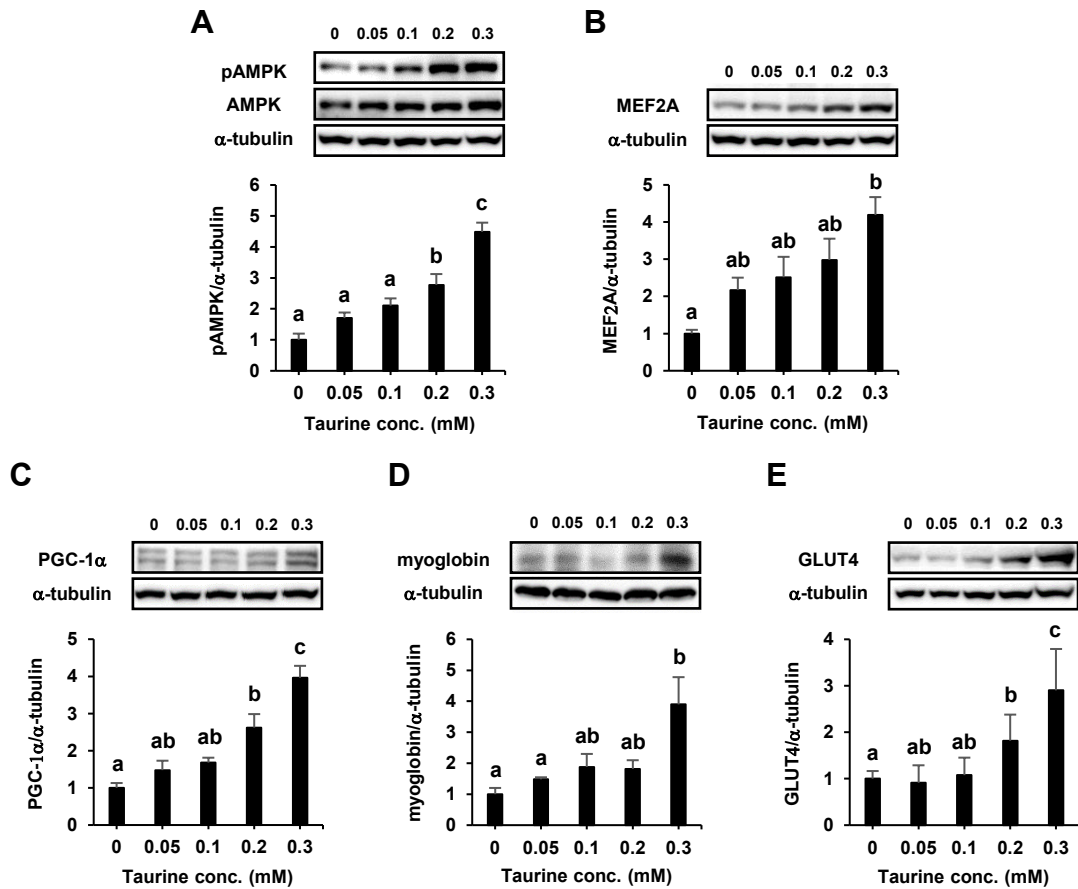 A
0 0.05 0.1 0.2 0.3
pAMPK
AMPK
α-tubulin
pAMPK/α-tubulin
6
5
4
3
2
1
0
a a a b c
0 0.05 0.1 0.2 0.3
Taurine conc. (mM)
B
0 0.05 0.1 0.2 0.3
MEF2A
α-tubulin
MEF2A/α-tubulin
5
4
3
2
1
0
a ab ab ab b
0 0.05 0.1 0.2 0.3
Taurine conc. (mM)
C
0 0.05 0.1 0.2 0.3
PGC-1α
α-tubulin
PGC-1α/α-tubulin
5
4
3
2
1
0
a ab ab b c
0 0.05 0.1 0.2 0.3
Taurine conc. (mM)
D
0 0.05 0.1 0.2 0.3
myoglobin
α-tubulin
myoglobin/α-tubulin
6
5
4
3
2
1
0
a a ab ab b
0 0.05 0.1 0.2 0.3
Taurine conc. (mM)
E
0 0.05 0.1 0.2 0.3
GLUT4
α-tubulin
GLUT4/α-tubulin
4
3
2
1
0
a ab ab b c
0 0.05 0.1 0.2 0.3
Taurine conc. (mM)